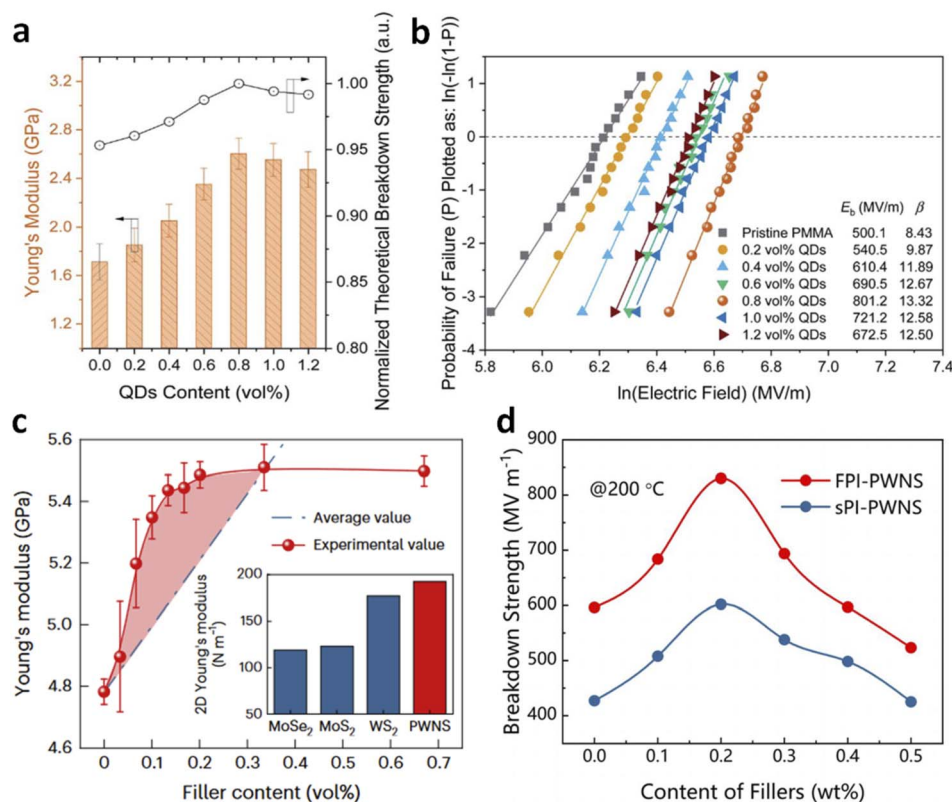 a
Young's Modulus (GPa)
3.2
2.8
2.4
2.0
1.6
1.2
0.0 0.2 0.4 0.6 0.8 1.0 1.2
QDs Content (vol%)
1.00
0.95
0.90
0.85
0.80
Normalized Theoretical Breakdown Strength (a.u.)
b
Probability of Failure (P) Plotted as: ln(-ln(1-P))
1
0
-1
-2
-3
-4
E_b (MV/m) β
Pristine PMMA 500.1 8.43
0.2 vol% QDs 540.5 9.87
0.4 vol% QDs 610.4 11.89
0.6 vol% QDs 690.5 12.67
0.8 vol% QDs 801.2 13.32
1.0 vol% QDs 721.2 12.58
1.2 vol% QDs 672.5 12.50
5.8 6.0 6.2 6.4 6.6 6.8 7.0 7.2 7.4
ln(Electric Field) (MV/m)
c
Young's modulus (GPa)
5.6
5.4
5.2
5.0
4.8
4.6
Average value
Experimental value
2D Young's modulus
(N m⁻¹)
200
150
100
50
MoSe₂ MoS₂ WS₂ PWNS
0 0.1 0.2 0.3 0.4 0.5 0.6 0.7
Filler content (vol%)
d
Breakdown Strength (MV m⁻¹)
900
800
700
600
500
400
@200 °C
FPI-PWNS
sPI-PWNS
0.0 0.1 0.2 0.3 0.4 0.5
Content of Fillers (wt%)